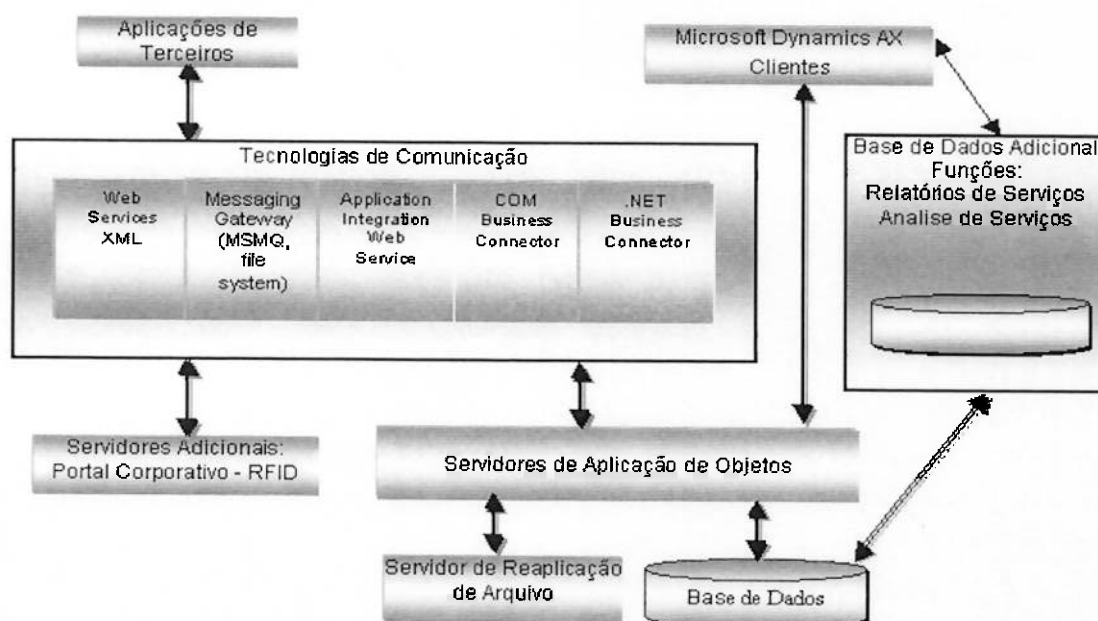 Aplicações de
Terceiros
Microsoft Dynamics AX
Clientes
Tecnologias de Comunicação
Web
Services
XML
Messaging
Gateway
(MSMQ,
file
system)
Application
Integration
Web
Service
COM
Business
Connector
.NET
Business
Connector
Base de Dados Adicional
Funções:
Relatórios de Serviços
Analise de Serviços
Servidores Adicionais:
Portal Corporativo - RFID
Servidores de Aplicação de Objetos
Servidor de Reaplicação
de Arquivo
Base de Dados